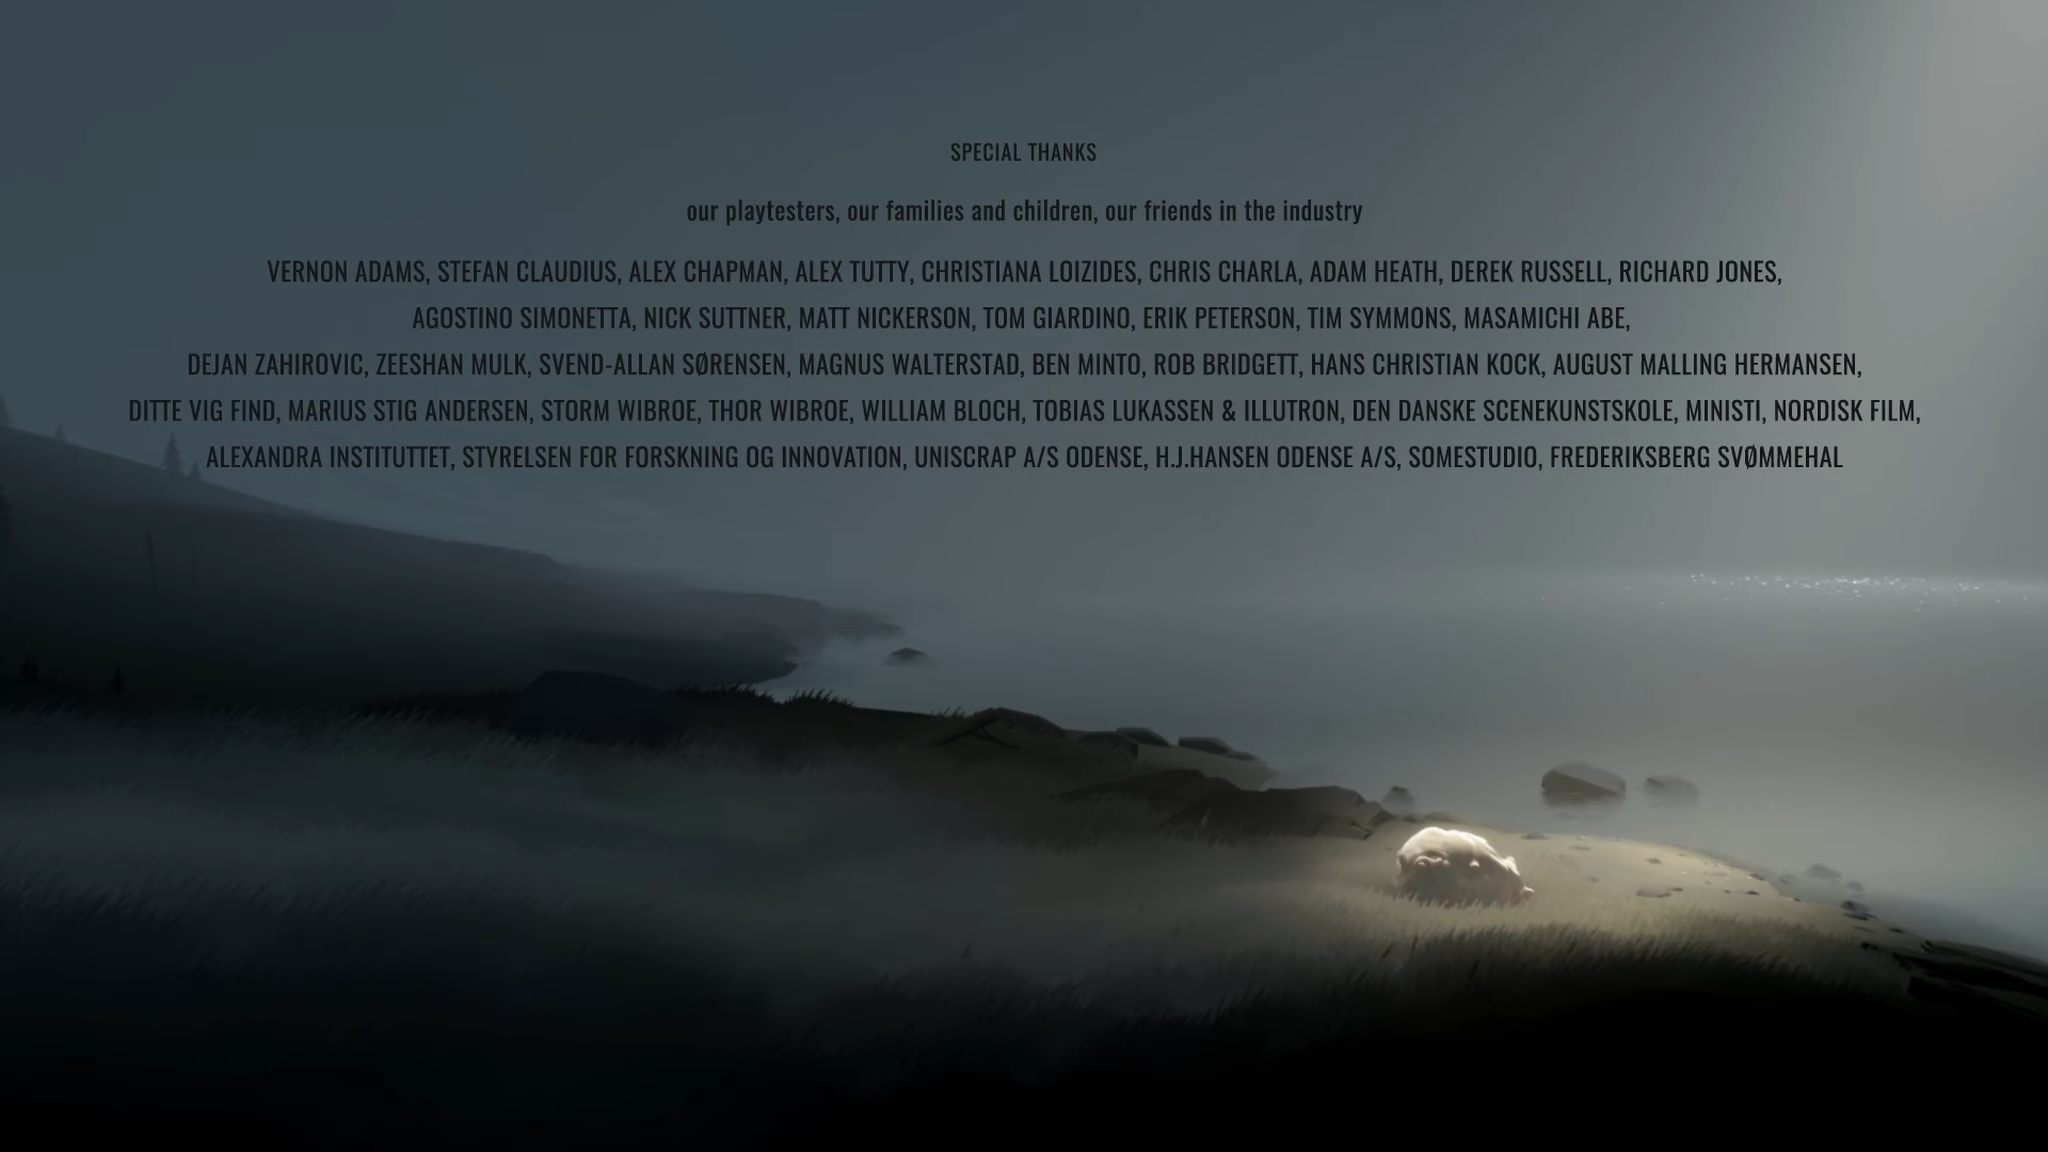 SPECIAL THANKS
our playtesters, our families and children, our friends in the industry
VERNON ADAMS, STEFAN CLAUDIUS, ALEX CHAPMAN, ALEX TUTTY, CHRISTIANA LOIZIDES, CHRIS CHARLA, ADAM HEATH, DEREK RUSSELL, RICHARD JONES,
AGOSTINO SIMONETTA, NICK SUTTNER, MATT NICKERSON, TOM GIARDINO, ERIK PETERSON, TIM SYMMONS, MASAMICHI ABE,
DEJAN ZAHIROVIC, ZEESHAN MULK, SVEND-ALLAN SØRENSEN, MAGNUS WALTERSTAD, BEN MINTO, ROB BRIDGETT, HANS CHRISTIAN KOCK, AUGUST MALLING HERMANSEN,
DITTE VIG FIND, MARIUS STIG ANDERSEN, STORM WIBROE, THOR WIBROE, WILLIAM BLOCH, TOBIAS LUKASSEN & ILLUTRON, DEN DANSKE SCENEKUNSTSKOLE, MINISTI, NORDISK FILM,
ALEXANDRA INSTITUTTET, STYRELSEN FOR FORSKNING OG INNOVATION, UNISCRAP A/S ODENSE, H.J.HANSEN ODENSE A/S, SOMESTUDIO, FREDERIKSBERG SVØMMEHAL